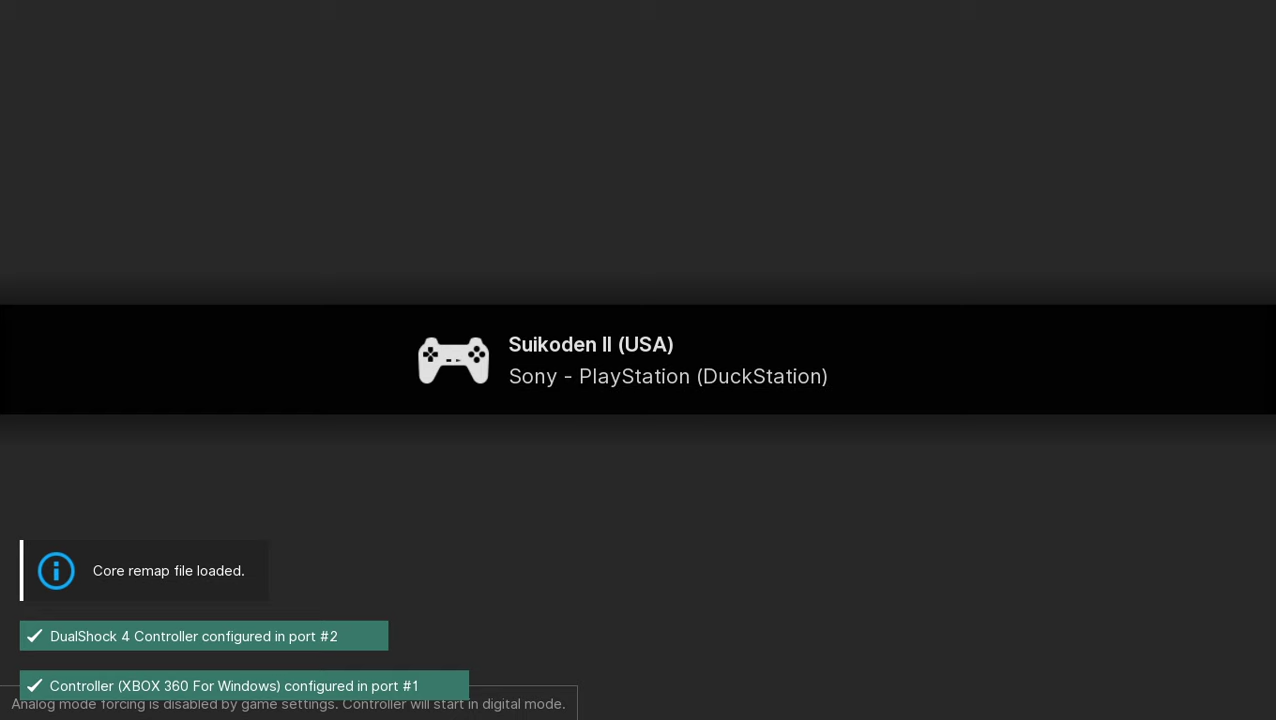 Suikoden II (USA)
Sony - PlayStation (DuckStation)
Core remap file loaded.
DualShock 4 Controller configured in port #2
Controller (XBOX 360 For Windows) configured in port #1
Analog mode forcing is disabled by game settings. Controller will start in digital mode.